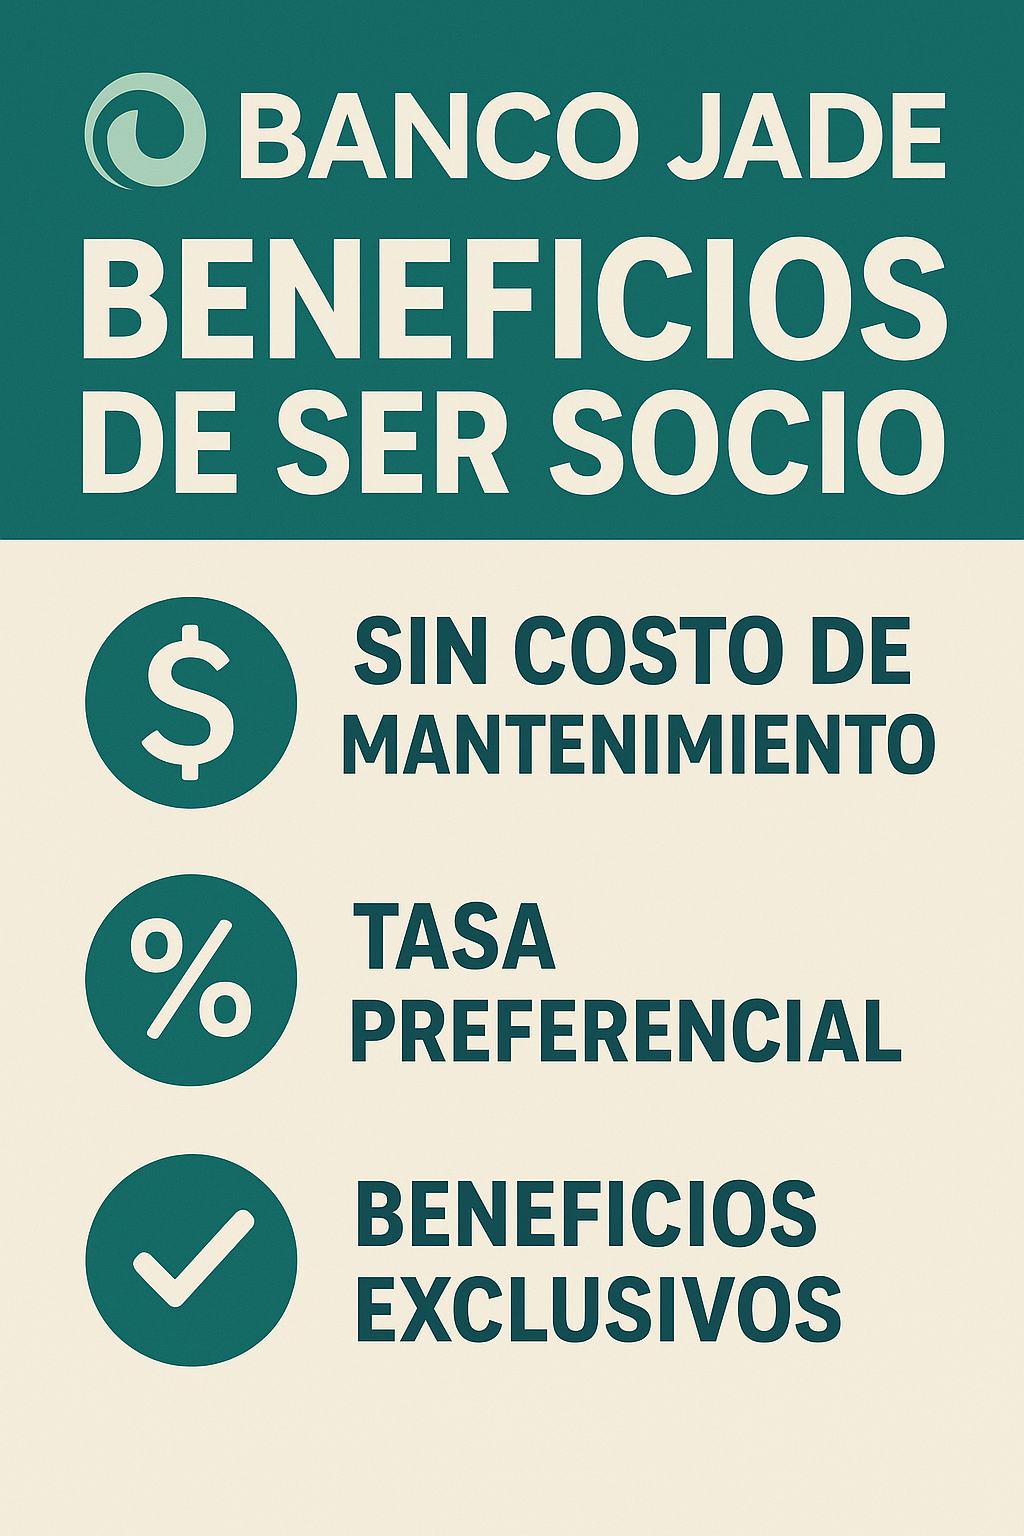 BANCO JADE
BENEFICIOS
DE SER SOCIO
$
SIN COSTO DE
MANTENIMIENTO
%
TASA
PREFERENCIAL
BENEFICIOS
EXCLUSIVOS